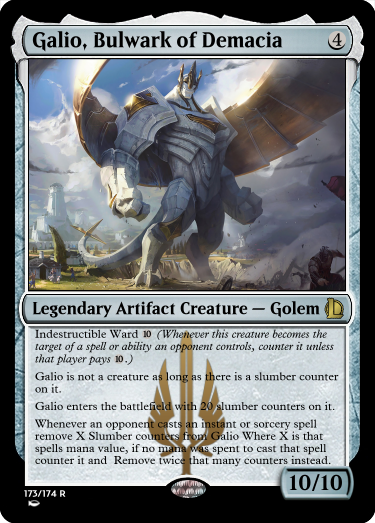 Galio, Bulwark of Demacia 4
Legendary Artifact Creature — Golem
Indestructible Ward 10 (Whenever this creature becomes the
target of a spell or ability an opponent controls, counter it unless
that player pays 10.)
Galio is not a creature as long as there is a slumber counter
on it.
Galio enters the battlefield with 20 slumber counters on it.
Whenever an opponent casts an instant or sorcery spell
remove X Slumber counters from Galio Where X is that
spells mana value, if no mana was spent to cast that spell
counter it and Remove twice that many counters instead.
10/10
173/174 R